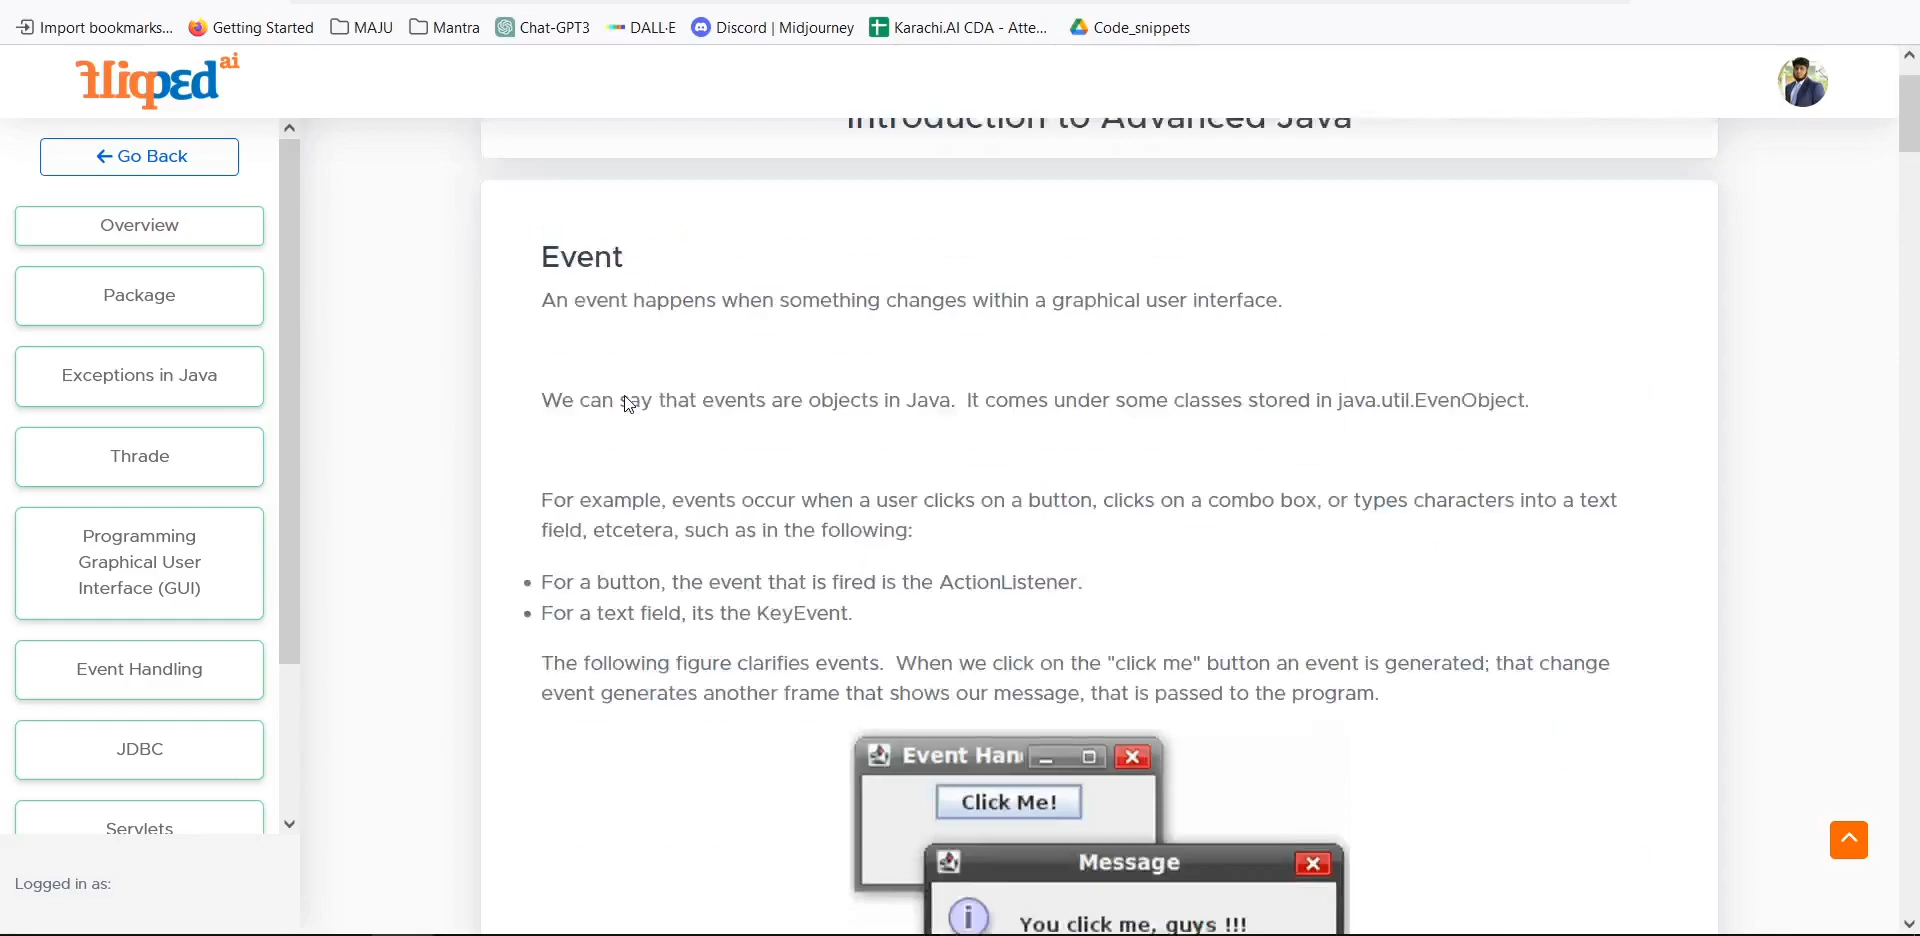 Import bookmarks... Getting Started MAJU Mantra Chat-GPT3 DALL·E Discord | Midjourney Karachi.AI CDA - Atte... Code_snippets
flipped ai
Introduction to Advanced Java
Go Back
Overview
Package
Exceptions in Java
Thrade
Programming
Graphical User
Interface (GUI)
Event Handling
JDBC
Servlets
Logged in as:
Event
An event happens when something changes within a graphical user interface.
We can say that events are objects in Java. It comes under some classes stored in java.util.EvenObject.
For example, events occur when a user clicks on a button, clicks on a combo box, or types characters into a text
field, etcetera, such as in the following:
• For a button, the event that is fired is the ActionListener.
• For a text field, its the KeyEvent.
The following figure clarifies events. When we click on the "click me" button an event is generated; that change
event generates another frame that shows our message, that is passed to the program.
Event Han
Click Me!
Message
You click me, guys !!!